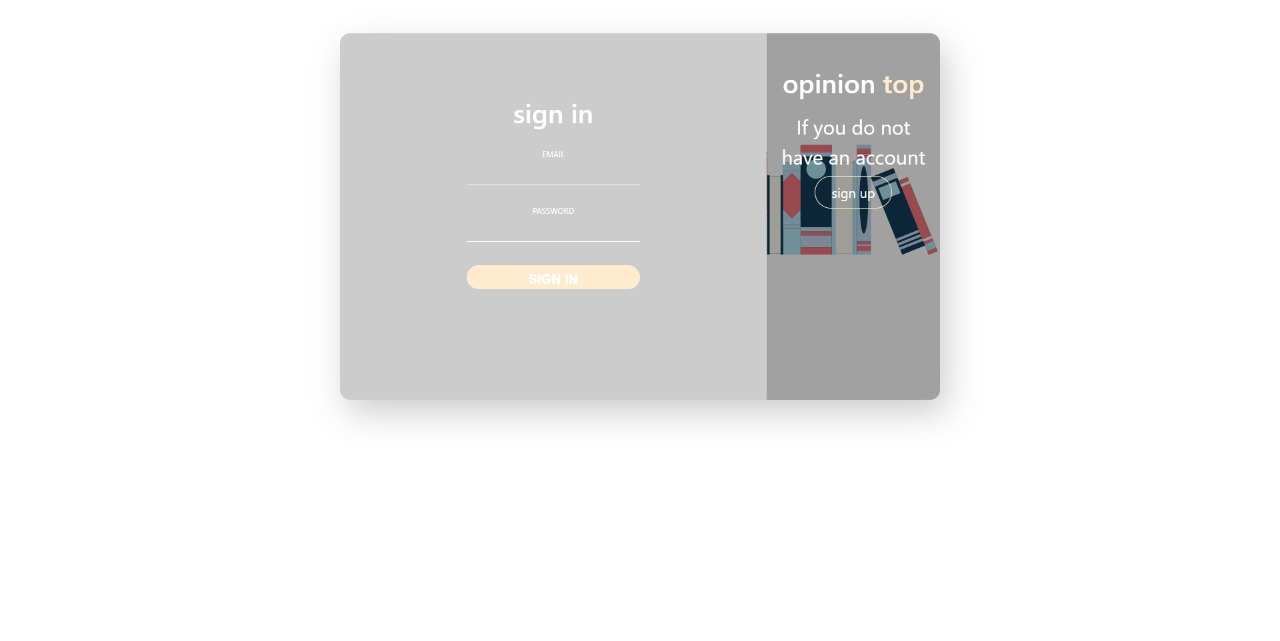 sign in
EMAIL
PASSWORD
SIGN IN
opinion top
If you do not
have an account
sign up